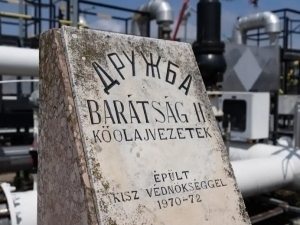 ДРУЖБА
BARÁTSÁG II
KŐOLAJVEZETÉK
ÉPÜLT
KISZ VÉDNÖKSÉGGEL
1970-72